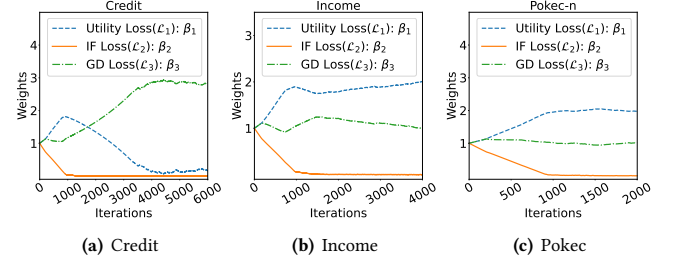 Credit
Utility Loss(ℒ₁): β₁
IF Loss(ℒ₂): β₂
GD Loss(ℒ₃): β₃
Weights
4
3
2
1
0
1000
2000
3000
4000
5000
6000
Iterations
(a) Credit
Income
Utility Loss(ℒ₁): β₁
IF Loss(ℒ₂): β₂
GD Loss(ℒ₃): β₃
Weights
3
2
1
0
1000
2000
3000
4000
Iterations
(b) Income
Pokec-n
Utility Loss(ℒ₁): β₁
IF Loss(ℒ₂): β₂
GD Loss(ℒ₃): β₃
Weights
4
3
2
1
0
500
1000
1500
2000
Iterations
(c) Pokec